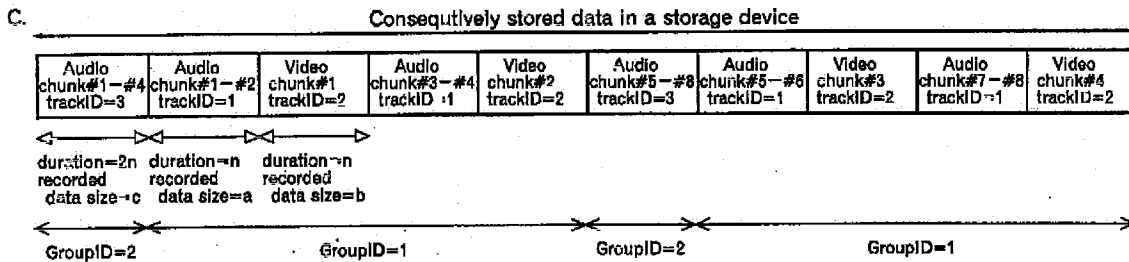 C.
Consequtively stored data in a storage device
Audio chunk#1-#4 trackID=3
Audio chunk#1-#2 trackID=1
Video chunk#1 trackID=2
Audio chunk#3-#4 trackID=1
Video chunk#2 trackID=2
Audio chunk#5-#8 trackID=3
Audio chunk#5-#6 trackID=1
Video chunk#3 trackID=2
Audio chunk#7-#8 trackID=1
Video chunk#4 trackID=2
duration=2n recorded data size=c
duration=n recorded data size=a
duration=n recorded data size=b
GroupID=2
GroupID=1
GroupID=2
GroupID=1